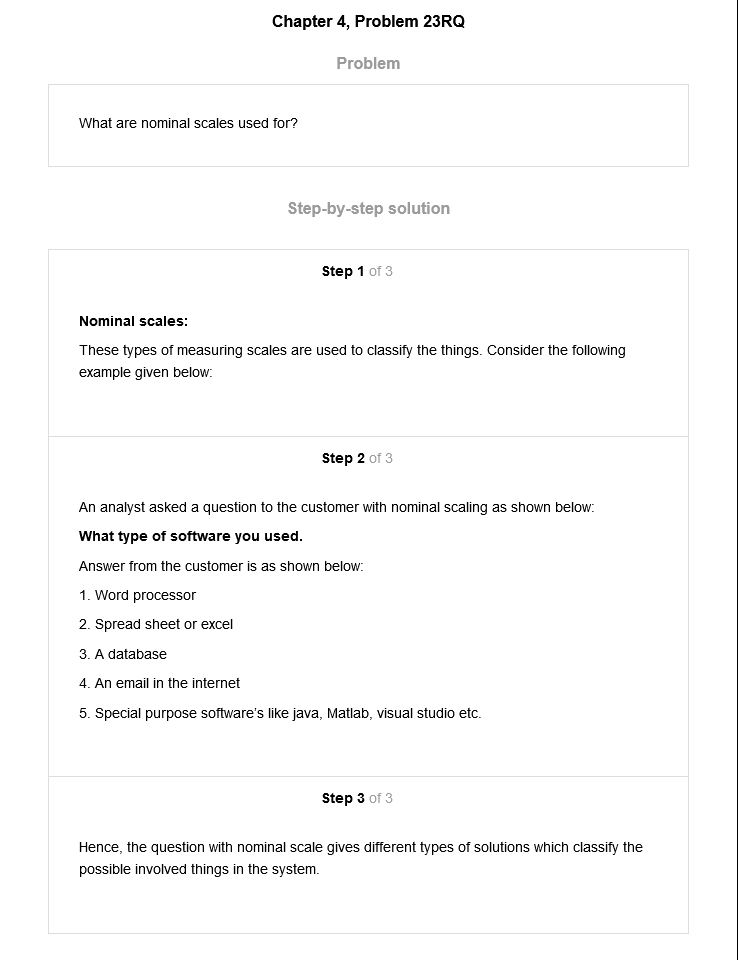 Chapter 4, Problem 23RQ
Problem
What are nominal scales used for?
Step-by-step solution
Step 1 of 3
Nominal scales:
These types of measuring scales are used to classify the things. Consider the following
example given below:
Step 2 of 3
An analyst asked a question to the customer with nominal scaling as shown below:
What type of software you used.
Answer from the customer is as shown below:
1. Word processor
2. Spread sheet or excel
3. A database
4. An email in the internet
5. Special purpose software's like java, Matlab, visual studio etc.
Step 3 of 3
Hence, the question with nominal scale gives different types of solutions which classify the
possible involved things in the system.